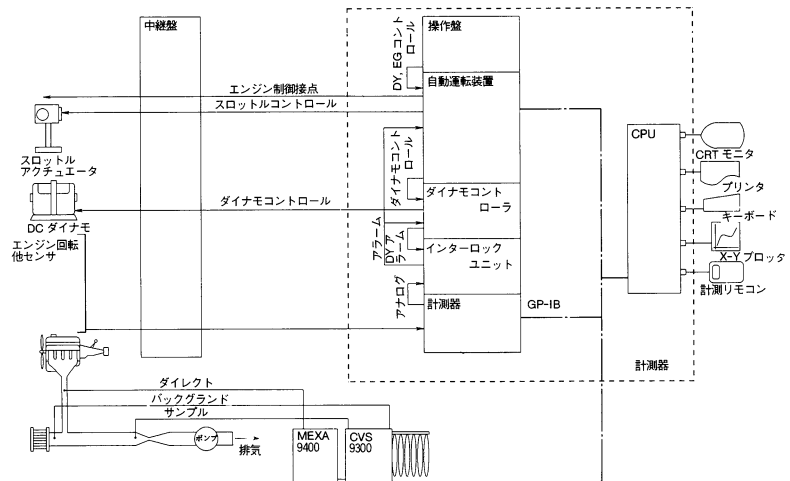 中継盤
操作盤
DY, EGコント
ロール
自動運転装置
エンジン制御接点
スロットルコントロール
CPU
CRT モニタ
プリンタ
キーボード
X-Y プロッタ
計測リモコン
スロットル
アクチュエータ
ダイナモコント
ロール
ダイナモコント
ローラ
ダイナモコントロール
DC ダイナモ
エンジン回転
他センサ
アラーム
DY ア
ラーム
インターロック
ユニット
アナログ
計測器
GP-IB
計測器
ダイレクト
バックグランド
サンプル
ポンプ
排気
MEXA
9400
CVS
9300